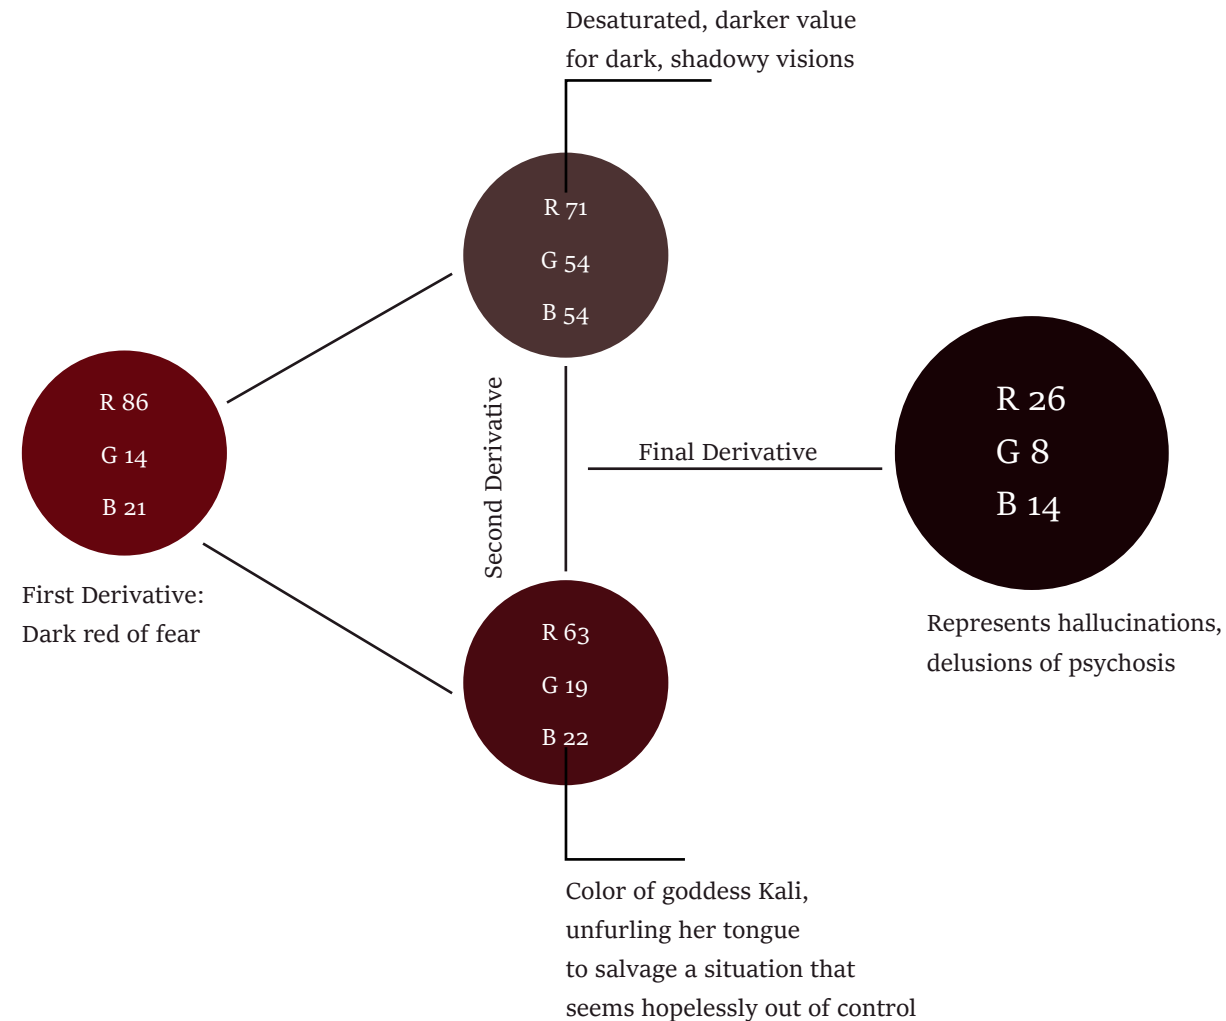 Desaturated, darker value
for dark, shadowy visions
R 71
G 54
B 54
R 86
G 14
B 21
First Derivative:
Dark red of fear
Second Derivative
Final Derivative
R 26
G 8
B 14
Represents hallucinations,
delusions of psychosis
R 63
G 19
B 22
Color of goddess Kali,
unfurling her tongue
to salvage a situation that
seems hopelessly out of control